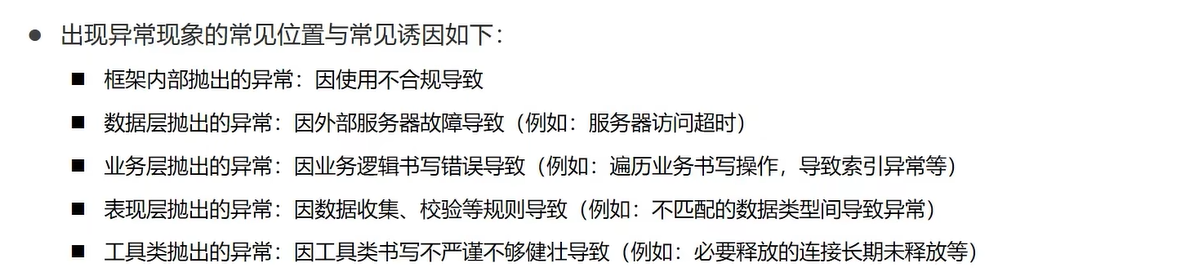 ● 出现异常现象的常见位置与常见诱因如下：
■ 框架内部抛出的异常：因使用不合规导致
■ 数据层抛出的异常：因外部服务器故障导致（例如：服务器访问超时）
■ 业务层抛出的异常：因业务逻辑书写错误导致（例如：遍历业务书写操作，导致索引异常等）
■ 表现层抛出的异常：因数据收集、校验等规则导致（例如：不匹配的数据类型间导致异常）
■ 工具类抛出的异常：因工具类书写不严谨不够健壮导致（例如：必要释放的连接长期未释放等）